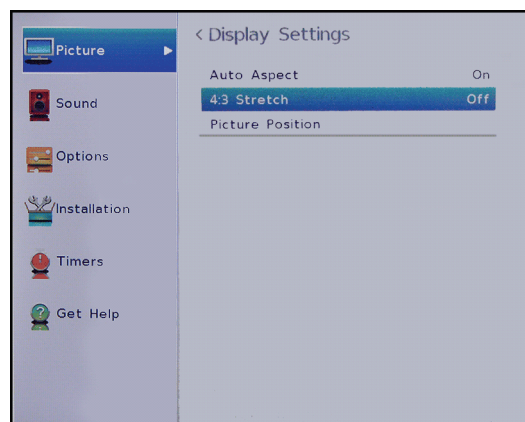 Picture
Sound
Options
Installation
Timers
Get Help
< Display Settings
Auto Aspect On
4:3 Stretch Off
Picture Position